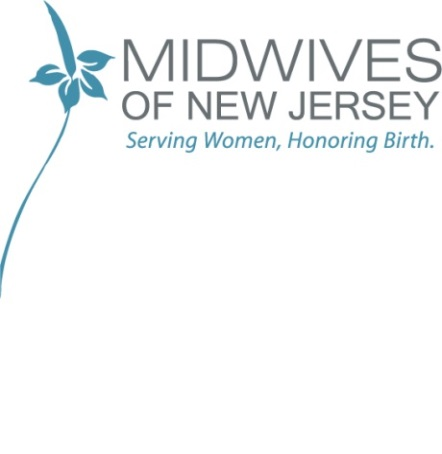 MIDWIVES
OF NEW JERSEY
Serving Women, Honoring Birth.